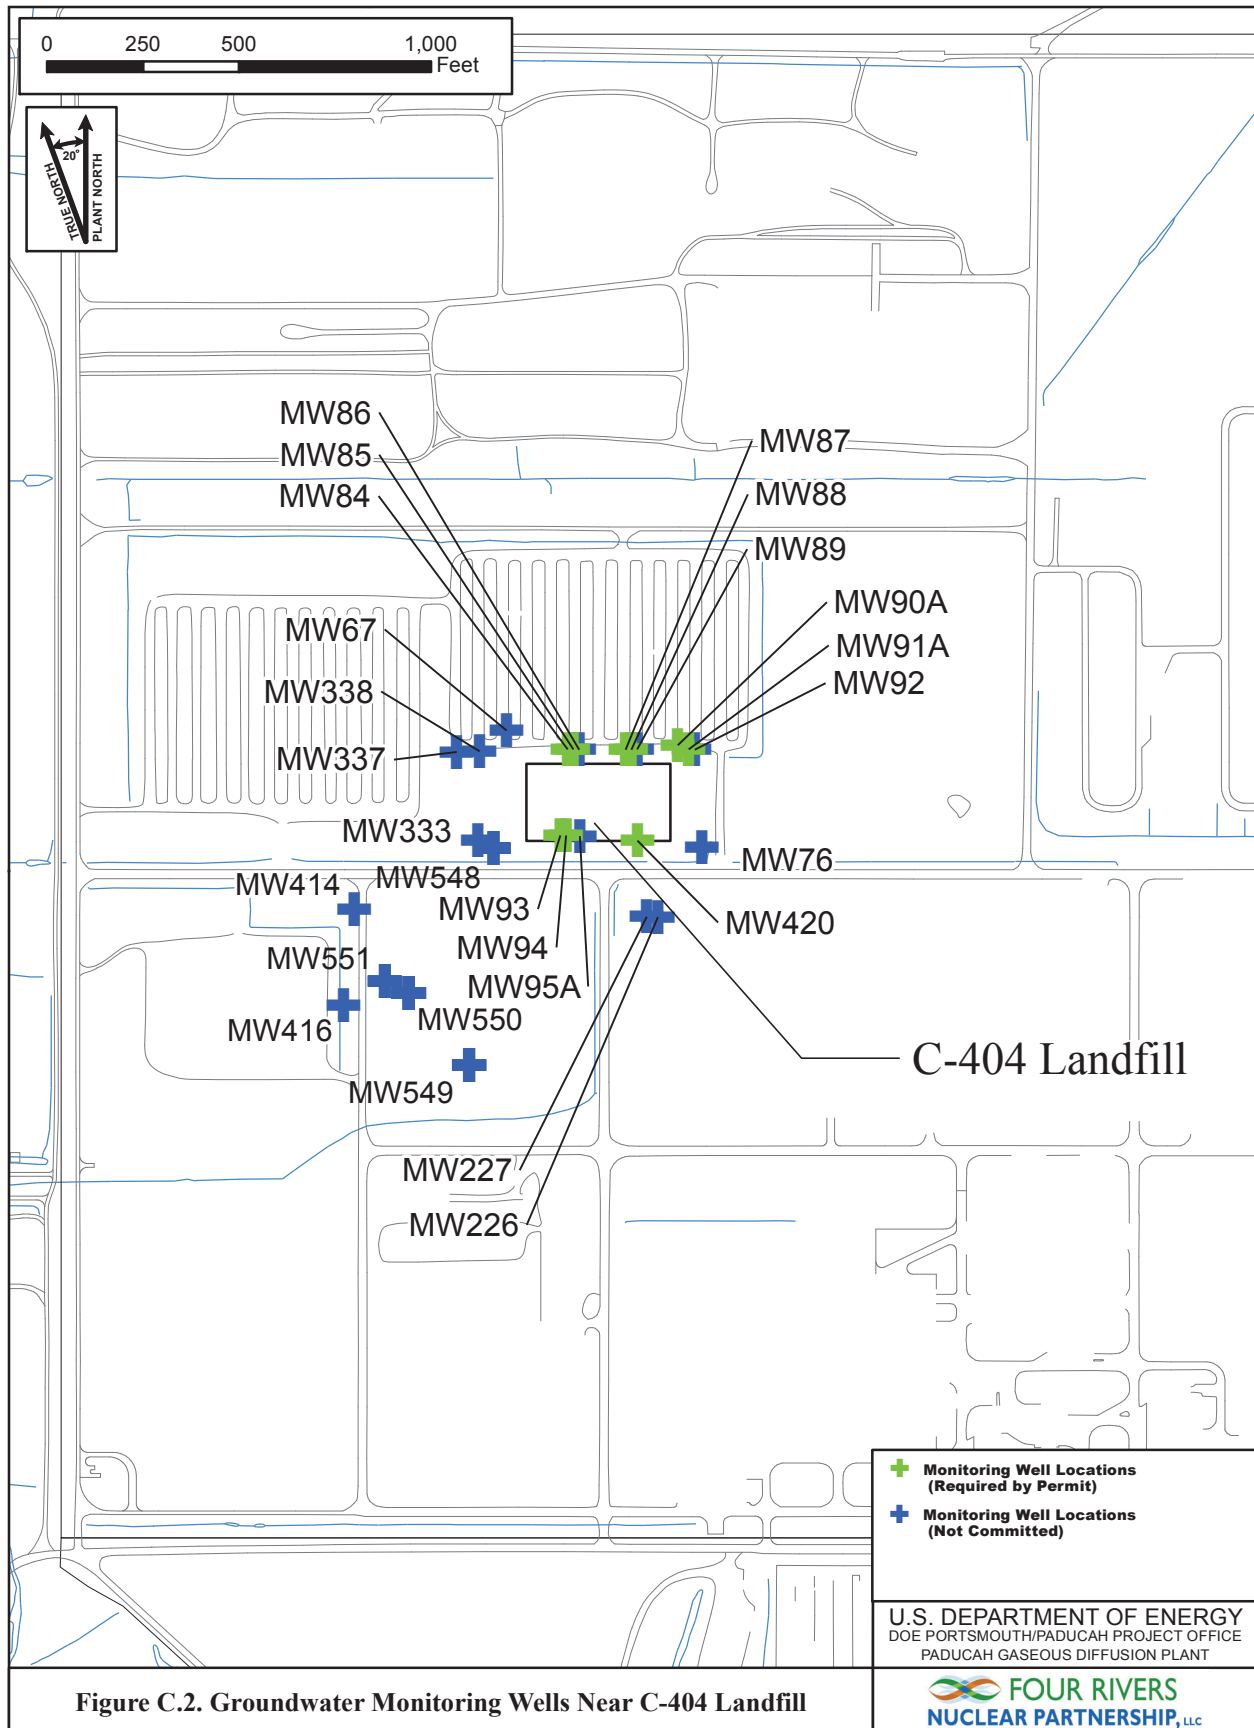 0 250 500 1,000
Feet
20°
TRUE NORTH
PLANT NORTH
MW86
MW85
MW84
MW87
MW88
MW89
MW90A
MW91A
MW92
MW67
MW338
MW337
MW333
MW548
MW414
MW93
MW94
MW95A
MW76
MW420
MW551
MW550
MW416
MW549
C-404 Landfill
MW227
MW226
Monitoring Well Locations
(Required by Permit)
Monitoring Well Locations
(Not Committed)
U.S. DEPARTMENT OF ENERGY
DOE PORTSMOUTH/PADUCAH PROJECT OFFICE
PADUCAH GASEOUS DIFFUSION PLANT
Figure C.2. Groundwater Monitoring Wells Near C-404 Landfill
FOUR RIVERS
NUCLEAR PARTNERSHIP, LLC